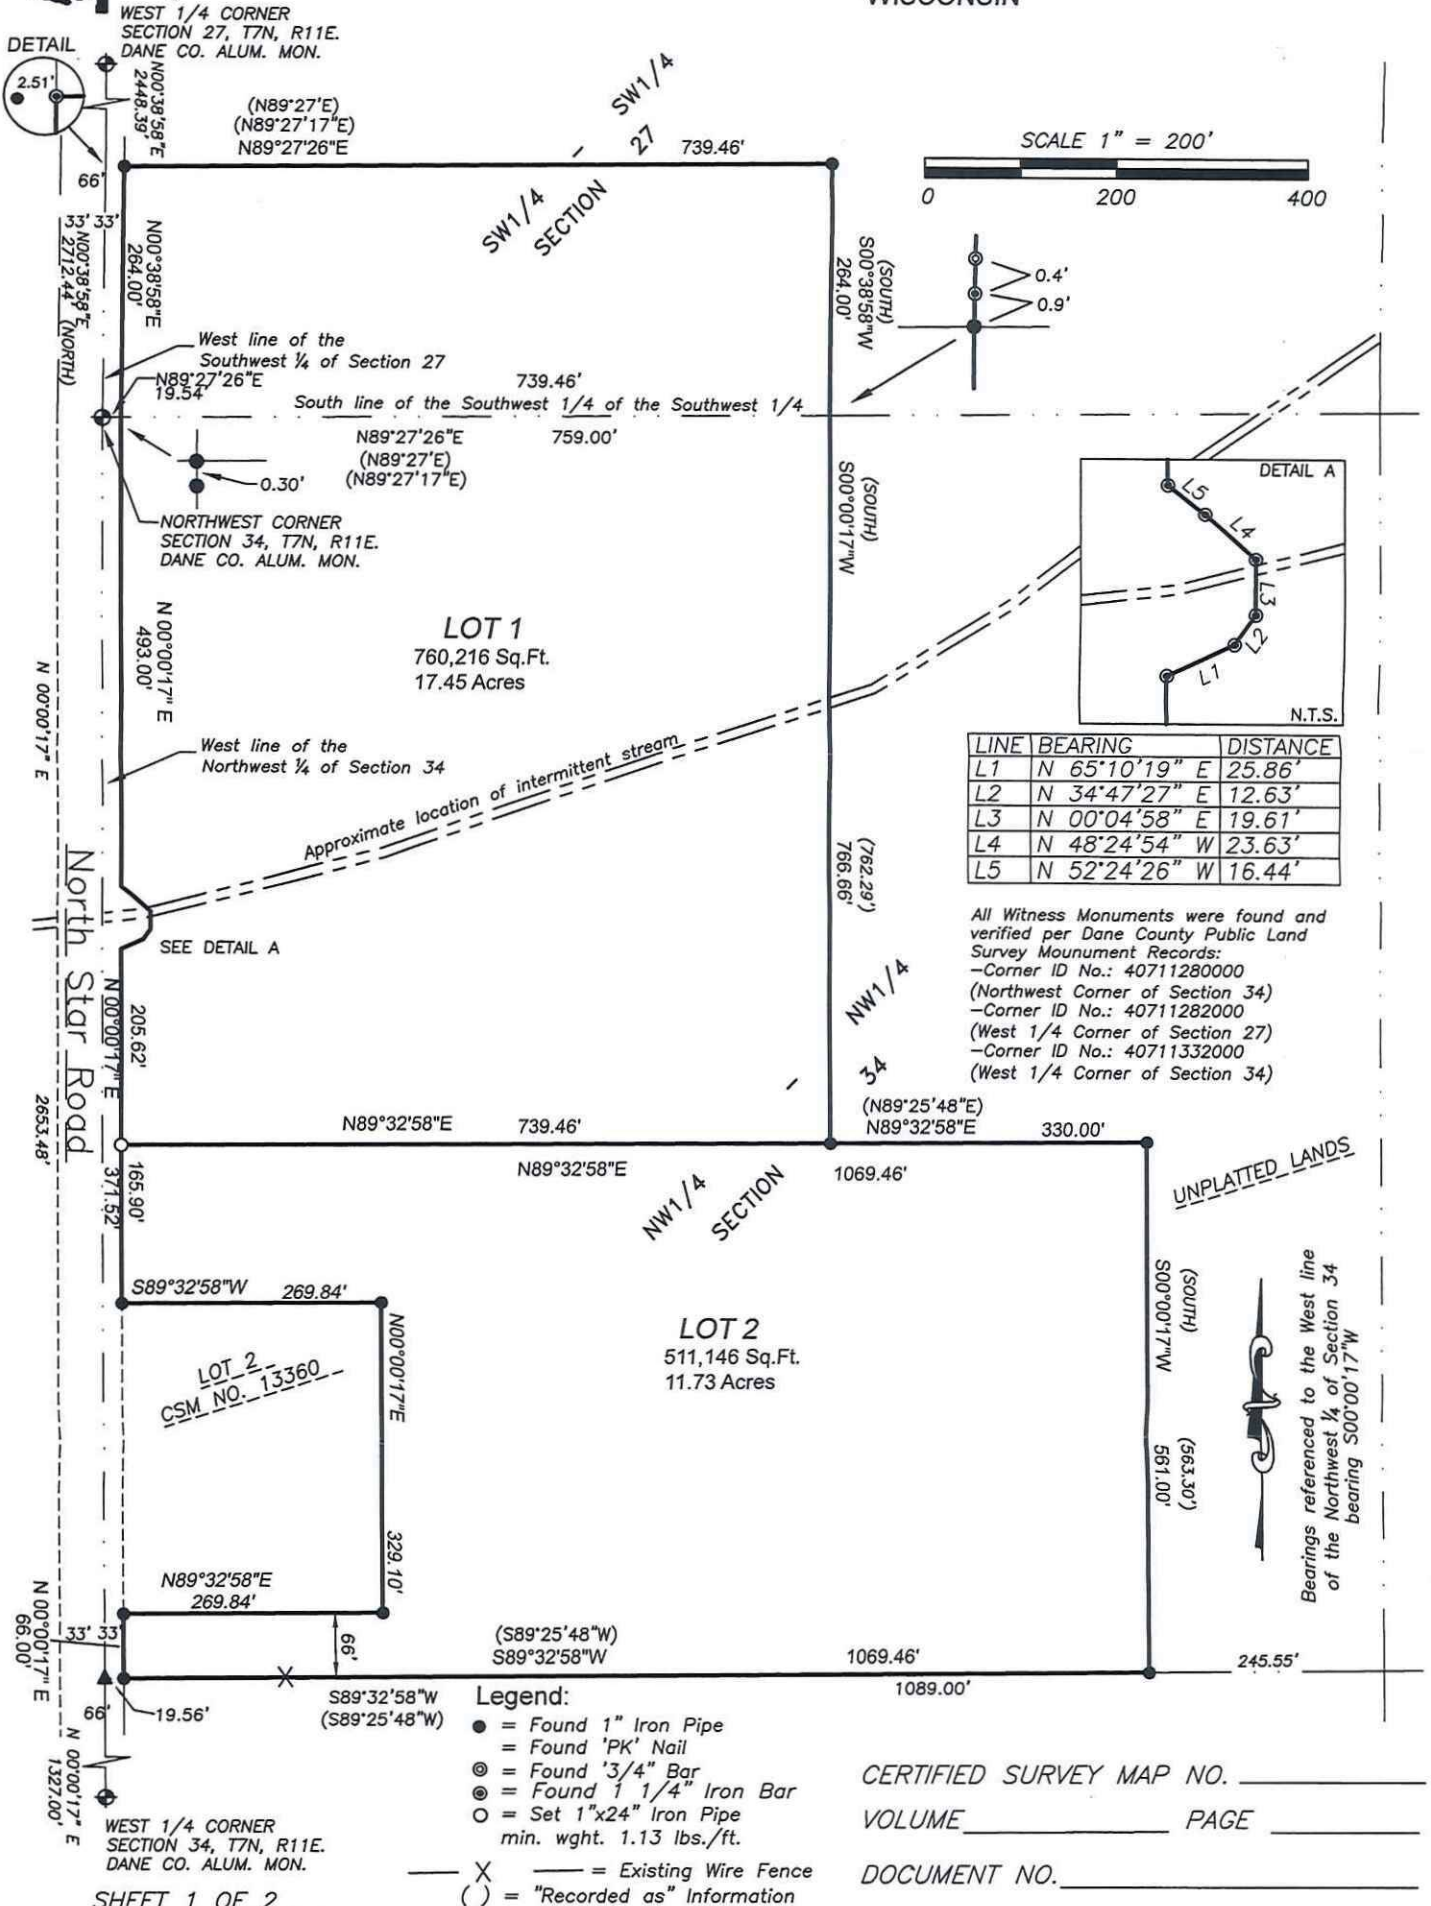 WISCONSIN
WEST 1/4 CORNER
SECTION 27, T7N, R11E.
DANE CO. ALUM. MON.
DETAIL
2.51'
N00°38'58"E
2448.39'
(N89°27'E)
(N89°27'17"E)
N89°27'26"E
739.46'
SW1/4
27
SW1/4
SECTION
SCALE 1" = 200'
0 200 400
66'
33' 33'
N00°38'58"E
2712.44' (NORTH)
N00°38'58"E
264.00'
(SOUTH)
S00°38'58"W
264.00'
0.4'
0.9'
West line of the
Southwest ¼ of Section 27
N89°27'26"E
19.54'
739.46'
South line of the Southwest 1/4 of the Southwest 1/4
N89°27'26"E 759.00'
(N89°27'E)
(N89°27'17"E)
0.30'
NORTHWEST CORNER
SECTION 34, T7N, R11E.
DANE CO. ALUM. MON.
(SOUTH)
S00°00'17"W
DETAIL A
L5
L4
L3
L2
L1
N.T.S.
N 00°00'17" E
493.00'
LOT 1
760,216 Sq.Ft.
17.45 Acres
N 00°00'17" E
West line of the
Northwest ¼ of Section 34
Approximate location of intermittent stream
LINE BEARING DISTANCE
L1 N 65°10'19" E 25.86'
L2 N 34°47'27" E 12.63'
L3 N 00°04'58" E 19.61'
L4 N 48°24'54" W 23.63'
L5 N 52°24'26" W 16.44'
(762.29')
766.66'
All Witness Monuments were found and
verified per Dane County Public Land
Survey Mounument Records:
-Corner ID No.: 40711280000
(Northwest Corner of Section 34)
-Corner ID No.: 40711282000
(West 1/4 Corner of Section 27)
-Corner ID No.: 40711332000
(West 1/4 Corner of Section 34)
SEE DETAIL A
North Star Road
N 00°00'17" E
371.52'
205.62'
2653.48'
NW1/4
34
N89°32'58"E 739.46'
(N89°25'48"E)
N89°32'58"E 330.00'
N89°32'58"E 1069.46'
NW1/4
SECTION
165.90'
UNPLATTED LANDS
S89°32'58"W 269.84'
N00°00'17"E
329.10'
LOT 2
CSM NO. 13360
LOT 2
511,146 Sq.Ft.
11.73 Acres
(SOUTH)
S00°00'17"W
(563.30')
561.00'
Bearings referenced to the West line
of the Northwest ¼ of Section 34
bearing S00°00'17"W
N89°32'58"E
269.84'
33' 33'
N 00°00'17" E
66.00'
66'
(S89°25'48"W)
S89°32'58"W 1069.46'
245.55'
1089.00'
S89°32'58"W
(S89°25'48"W)
66'
19.56'
N 00°00'17" E
1327.00'
Legend:
= Found 1" Iron Pipe
= Found 'PK' Nail
= Found '3/4" Bar
= Found 1 1/4" Iron Bar
= Set 1"x24" Iron Pipe
min. wght. 1.13 lbs./ft.
X = Existing Wire Fence
( ) = "Recorded as" Information
WEST 1/4 CORNER
SECTION 34, T7N, R11E.
DANE CO. ALUM. MON.
SHEET 1 OF 2
CERTIFIED SURVEY MAP NO.
VOLUME PAGE
DOCUMENT NO.